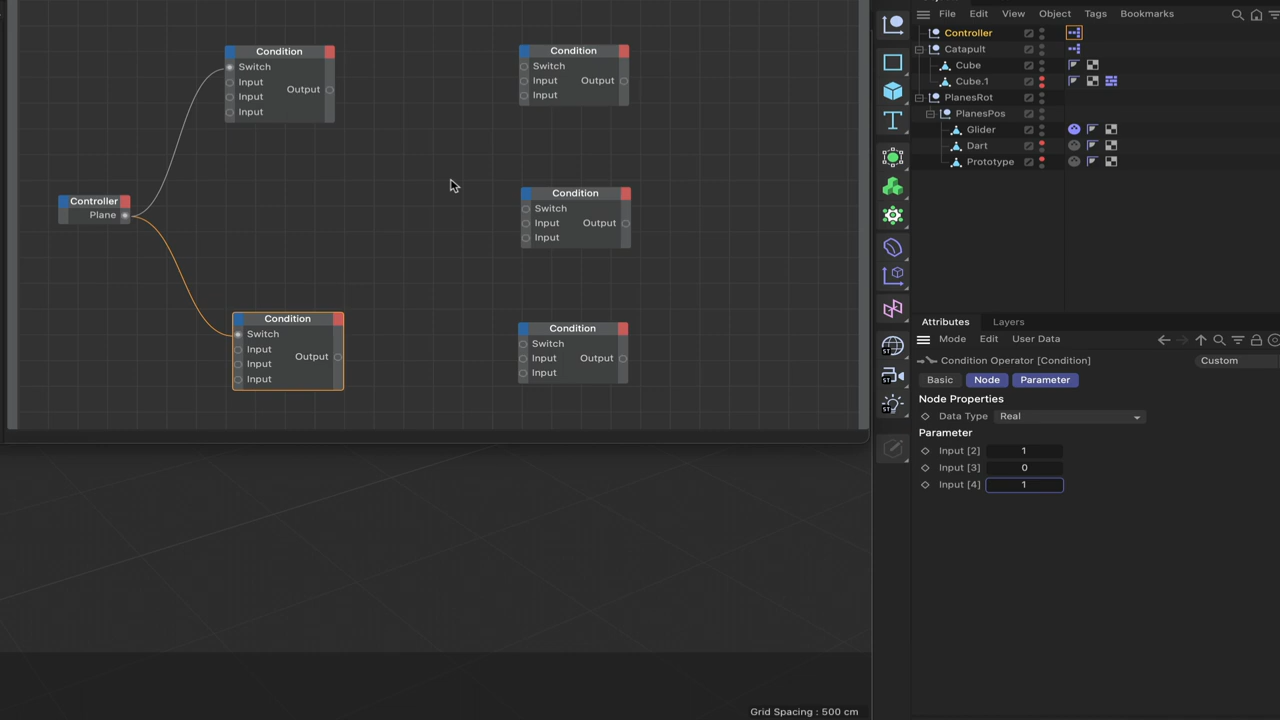 File Edit View Object Tags Bookmarks
Controller
Catapult
Cube
Cube.1
PlanesRot
PlanesPos
Glider
Dart
Prototype
Condition
Switch
Input
Input
Output
Input
Condition
Switch
Input
Output
Input
Controller
Plane
Condition
Switch
Input
Output
Input
Condition
Switch
Input
Input
Output
Input
Condition
Switch
Input
Output
Input
Attributes Layers
Mode Edit User Data
Condition Operator [Condition] Custom
Basic Node Parameter
Node Properties
Data Type Real
Parameter
Input [2] 1
Input [3] 0
Input [4] 1
Grid Spacing : 500 cm